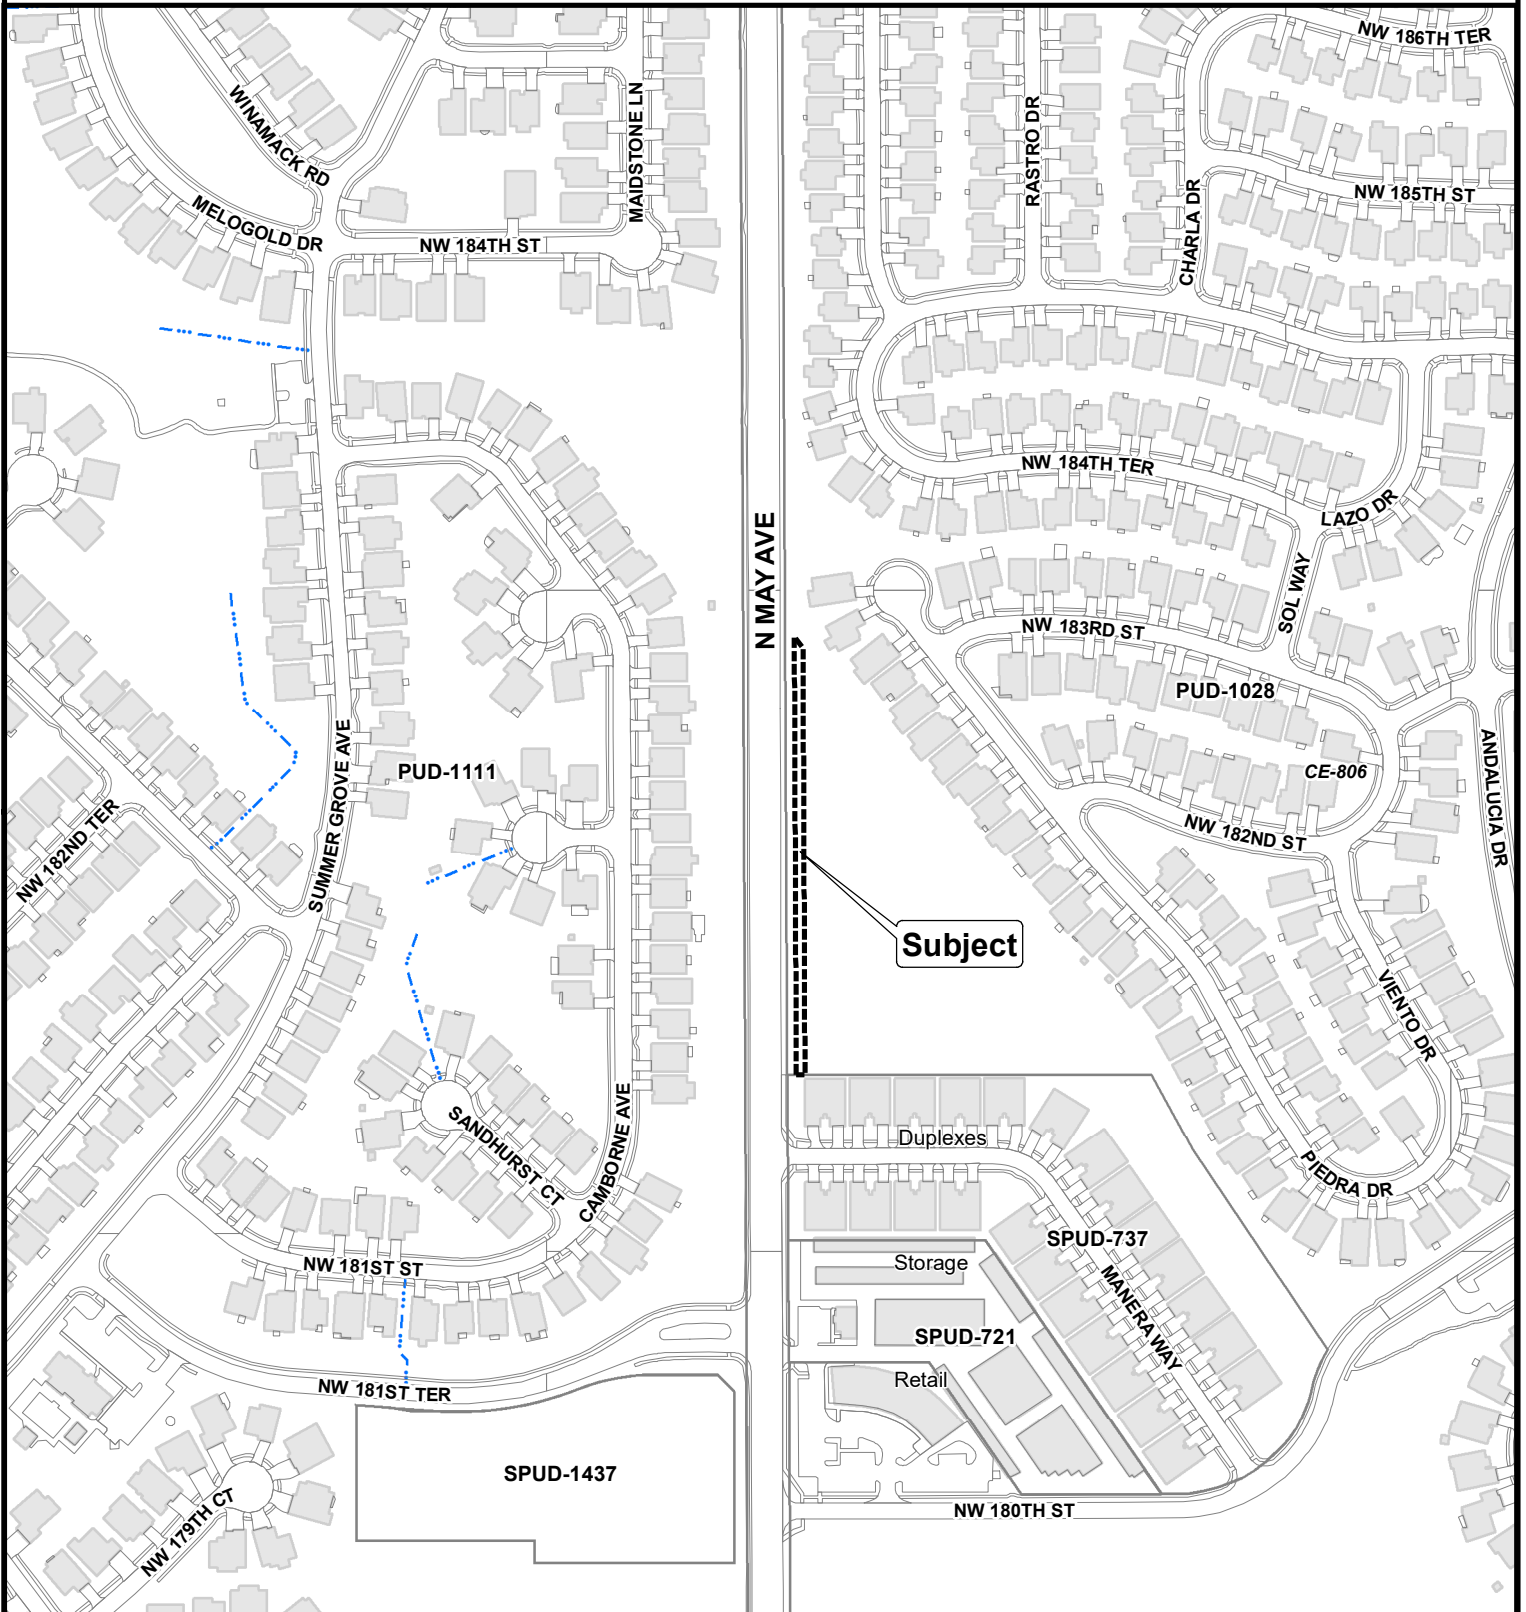 NW 186TH TER
WINAMACK RD
MAIDSTONE LN
RASTRO DR
NW 185TH ST
CHARLA DR
MELOGOLD DR
NW 184TH ST
NW 184TH TER
LAZO DR
N MAY AVE
SOL WAY
NW 183RD ST
PUD-1028
ANDALUCIA DR
PUD-1111
CE-806
SUMMER GROVE AVE
NW 182ND TER
NW 182ND ST
Subject
VIENTO DR
SANDHURST CT
CAMBORNE AVE
Duplexes
PIEDRA DR
SPUD-737
NW 181ST ST
Storage
MANERA WAY
SPUD-721
Retail
NW 181ST TER
SPUD-1437
NW 180TH ST
NW 179TH CT